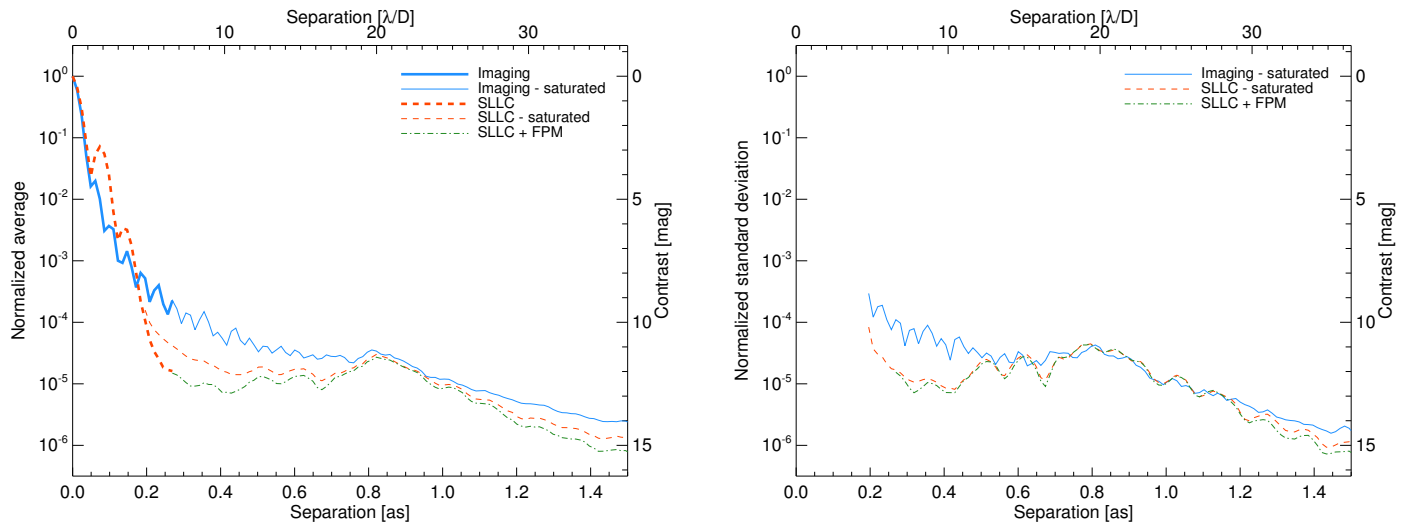 Separation [λ/D]
0 10 20 30
Normalized average
10⁰
10⁻¹
10⁻²
10⁻³
10⁻⁴
10⁻⁵
10⁻⁶
Imaging
Imaging - saturated
SLLC
SLLC - saturated
SLLC + FPM
0
5
10
15
Contrast [mag]
0.0 0.2 0.4 0.6 0.8 1.0 1.2 1.4
Separation [as]
Separation [λ/D]
0 10 20 30
Normalized standard deviation
10⁰
10⁻¹
10⁻²
10⁻³
10⁻⁴
10⁻⁵
10⁻⁶
Imaging - saturated
SLLC - saturated
SLLC + FPM
0
5
10
15
Contrast [mag]
0.0 0.2 0.4 0.6 0.8 1.0 1.2 1.4
Separation [as]